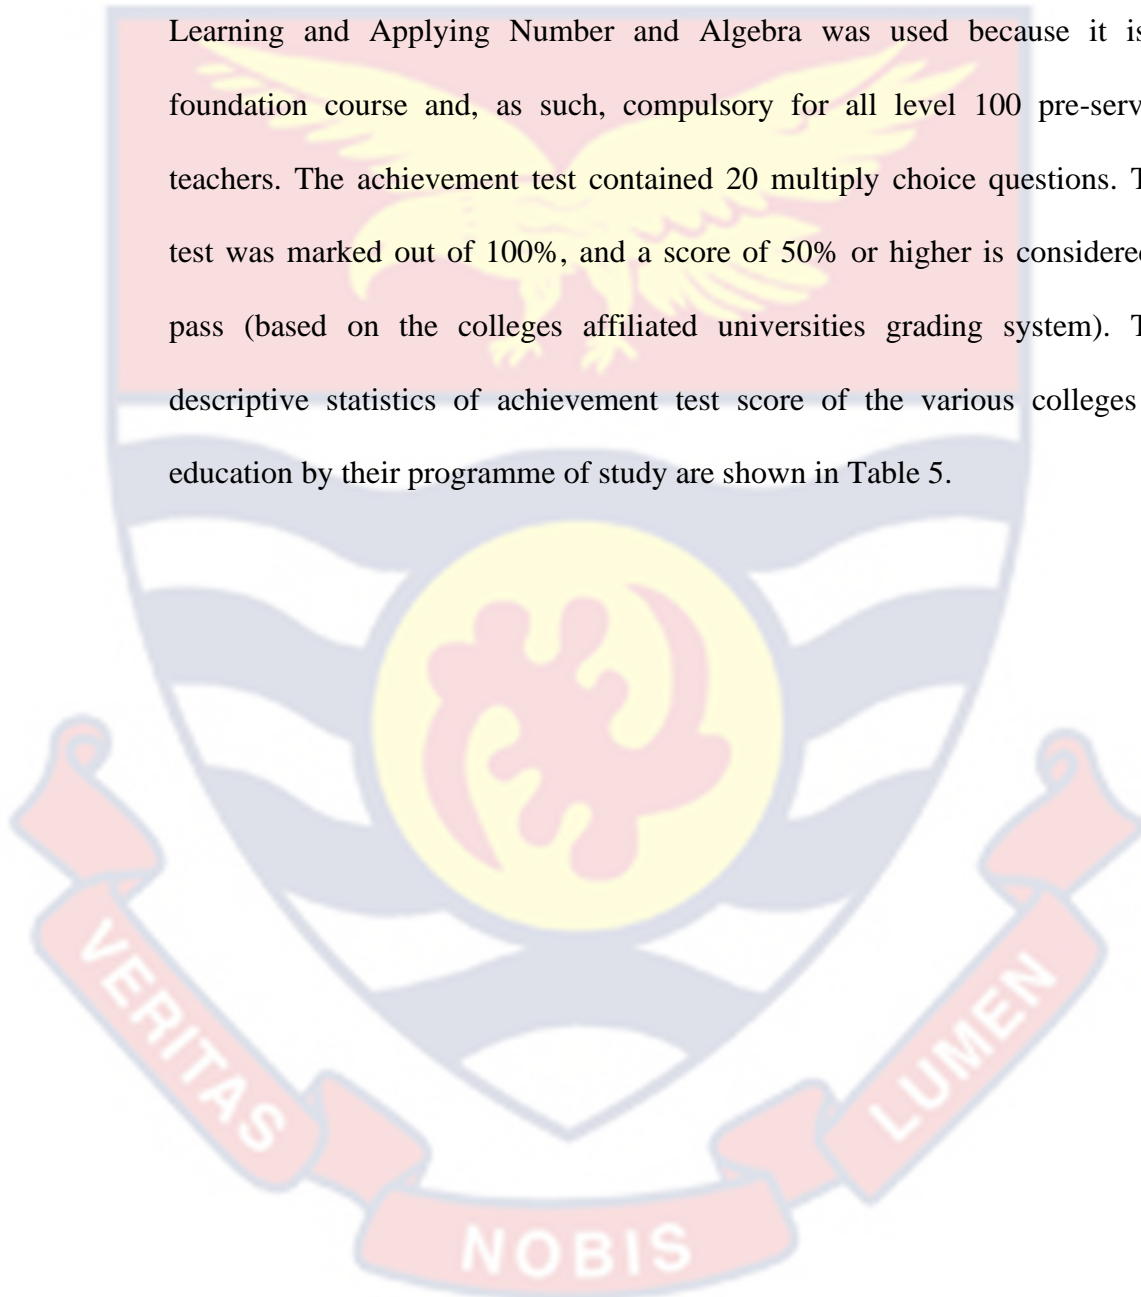 Learning and Applying Number and Algebra was used because it is
foundation course and, as such, compulsory for all level 100 pre-serv
teachers. The achievement test contained 20 multiply choice questions. T
test was marked out of 100%, and a score of 50% or higher is considered
pass (based on the colleges affiliated universities grading system). T
descriptive statistics of achievement test score of the various colleges
education by their programme of study are shown in Table 5.
VERITAS
NOBIS
LUMEN